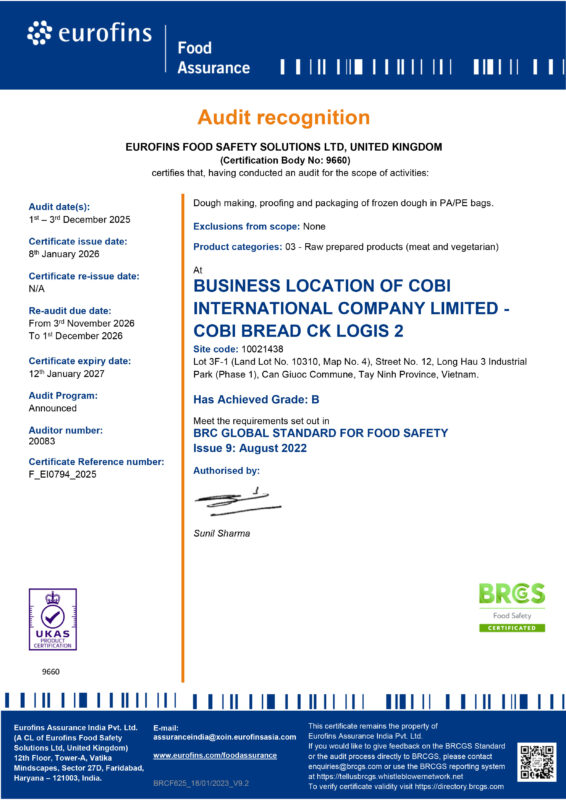 eurofins
Food
Assurance
Audit recognition
EUROFINS FOOD SAFETY SOLUTIONS LTD, UNITED KINGDOM
(Certification Body No: 9660)
certifies that, having conducted an audit for the scope of activities:
Audit date(s):
1st – 3rd December 2025
Certificate issue date:
8th January 2026
Certificate re-issue date:
N/A
Re-audit due date:
From 3rd November 2026
To 1st December 2026
Certificate expiry date:
12th January 2027
Audit Program:
Announced
Auditor number:
20083
Certificate Reference number:
F_EI0794_2025
Dough making, proofing and packaging of frozen dough in PA/PE bags.
Exclusions from scope: None
Product categories: 03 - Raw prepared products (meat and vegetarian)
At
BUSINESS LOCATION OF COBI
INTERNATIONAL COMPANY LIMITED -
COBI BREAD CK LOGIS 2
Site code: 10021438
Lot 3F-1 (Land Lot No. 10310, Map No. 4), Street No. 12, Long Hau 3 Industrial
Park (Phase 1), Can Giuoc Commune, Tay Ninh Province, Vietnam.
Has Achieved Grade: B
Meet the requirements set out in
BRC GLOBAL STANDARD FOR FOOD SAFETY
Issue 9: August 2022
Authorised by:
Sunil Sharma
UKAS
PRODUCT
CERTIFICATION
9660
BRCGS
Food Safety
CERTIFICATED
Eurofins Assurance India Pvt. Ltd.
(A CL of Eurofins Food Safety
Solutions Ltd, United Kingdom)
12th Floor, Tower-A, Vatika
Mindscapes, Sector 27D, Faridabad,
Haryana – 121003, India.
E-mail:
assuranceindia@xoin.eurofinsasia.com
www.eurofins.com/foodassurance
BRCF625_18/01/2023_V9.2
This certificate remains the property of
Eurofins Assurance India Pvt. Ltd.
If you would like to give feedback on the BRCGS Standard
or the audit process directly to BRCGS, please contact
enquiries@brcgs.com or use the BRCGS reporting system
at https://tellusbrcgs.whistleblowernetwork.net
To verify certificate validity visit https://directory.brcgs.com